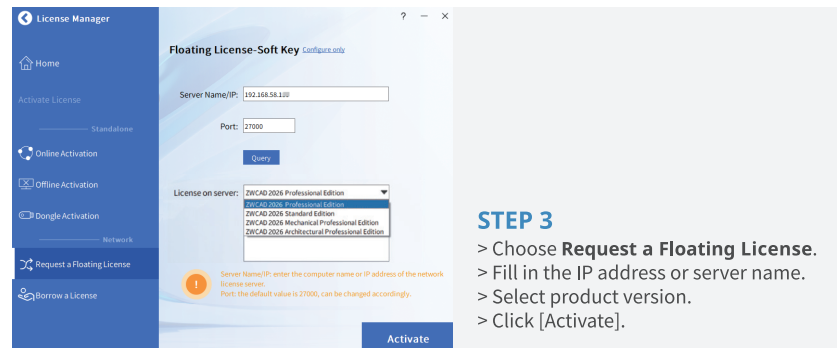 License Manager
? — ×
Home
Activate License
Standalone
Online Activation
Offline Activation
Dongle Activation
Network
Request a Floating License
Borrow a License
Floating License-Soft Key Configure only
Server Name/IP: 192.168.58.100
Port: 27000
Query
License on server: ZWCAD 2026 Professional Edition
ZWCAD 2026 Professional Edition
ZWCAD 2026 Standard Edition
ZWCAD 2026 Mechanical Professional Edition
ZWCAD 2026 Architectural Professional Edition
! Server Name/IP: enter the computer name or IP address of the network
license server.
Port: the default value is 27000, can be changed accordingly.
Activate
STEP 3
> Choose Request a Floating License.
> Fill in the IP address or server name.
> Select product version.
> Click [Activate].